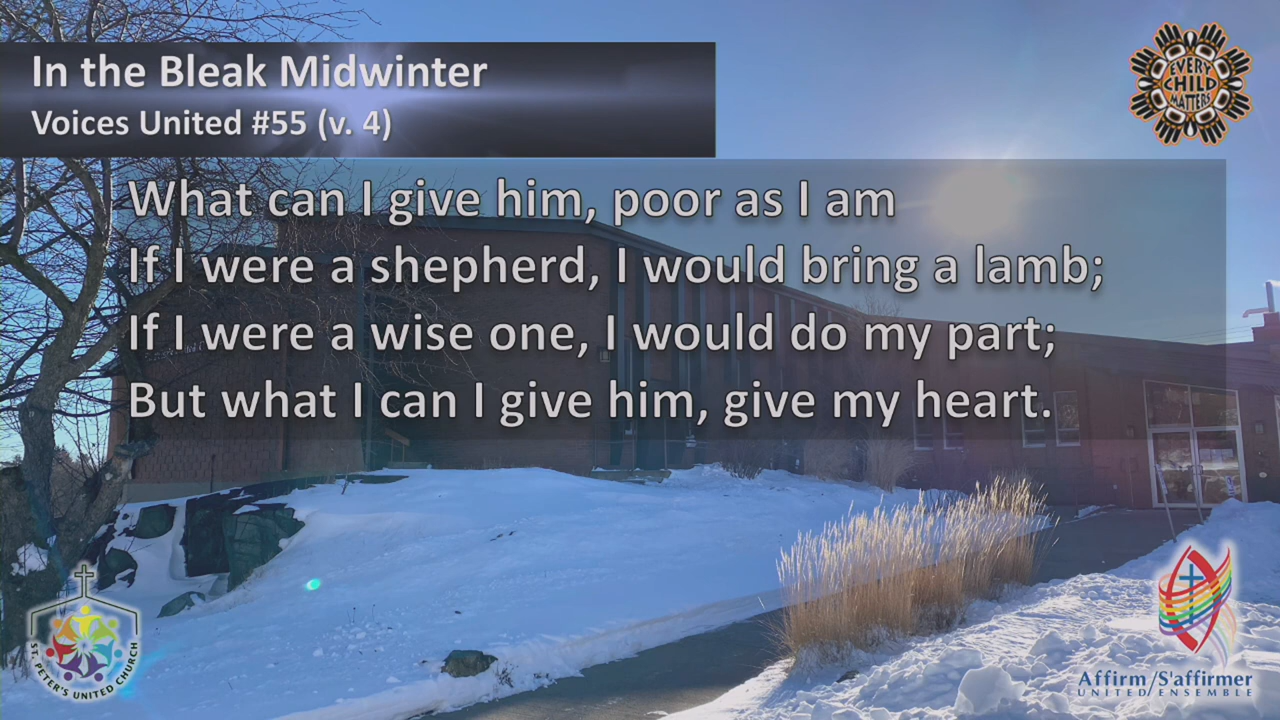 In the Bleak Midwinter
Voices United #55 (v. 4)
EVERY
CHILD
MATTERS
What can I give him, poor as I am
If I were a shepherd, I would bring a lamb;
If I were a wise one, I would do my part;
But what I can I give him, give my heart.
ST. PETER'S UNITED CHURCH
Affirm/S'affirmer
UNITED/ENSEMBLE